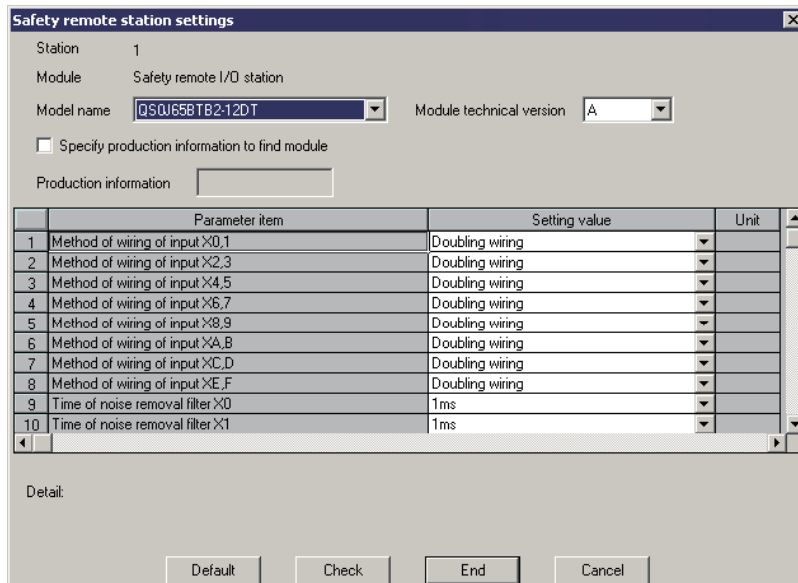 Safety remote station settings
Station 1
Module Safety remote I/O station
Model name QS0J65BTB2-12DT Module technical version A
Specify production information to find module
Production information
Parameter item Setting value Unit
1 Method of wiring of input X0,1 Doubling wiring
2 Method of wiring of input X2,3 Doubling wiring
3 Method of wiring of input X4,5 Doubling wiring
4 Method of wiring of input X6,7 Doubling wiring
5 Method of wiring of input X8,9 Doubling wiring
6 Method of wiring of input XA,B Doubling wiring
7 Method of wiring of input XC,D Doubling wiring
8 Method of wiring of input XE,F Doubling wiring
9 Time of noise removal filter X0 1ms
10 Time of noise removal filter X1 1ms
Detail:
Default Check End Cancel